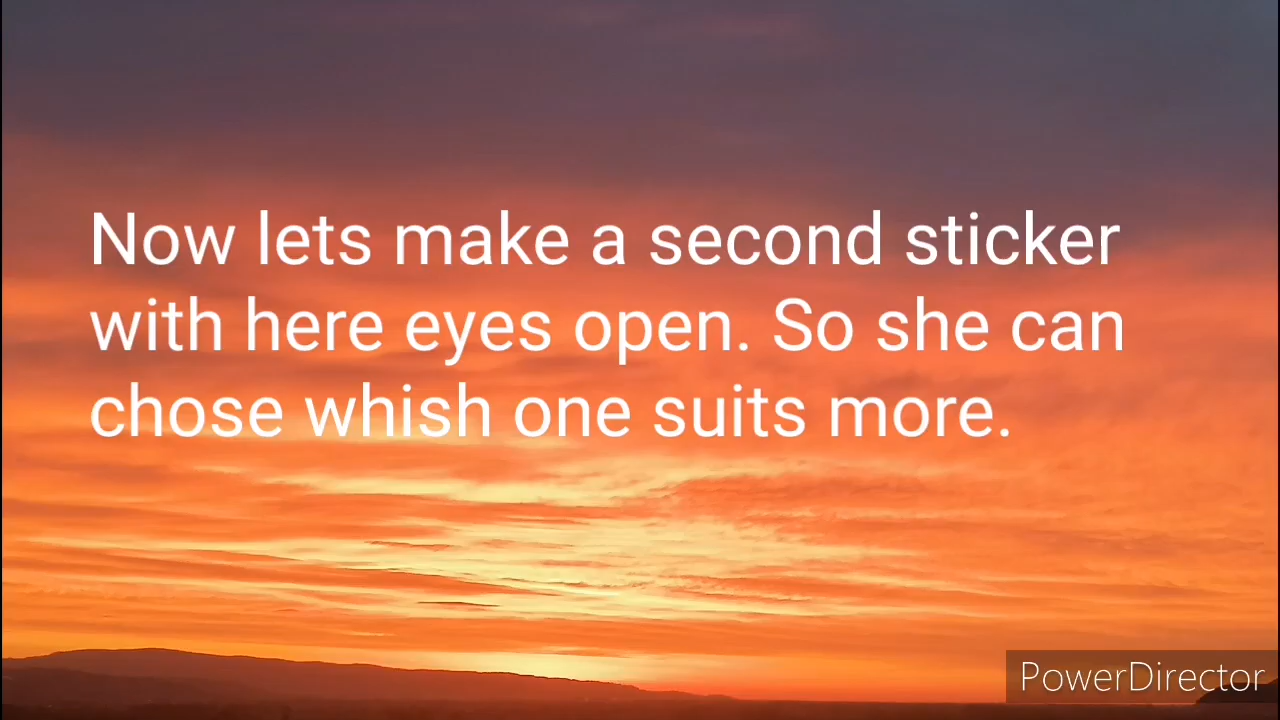 Now lets make a second sticker
with here eyes open. So she can
chose whish one suits more.
PowerDirector